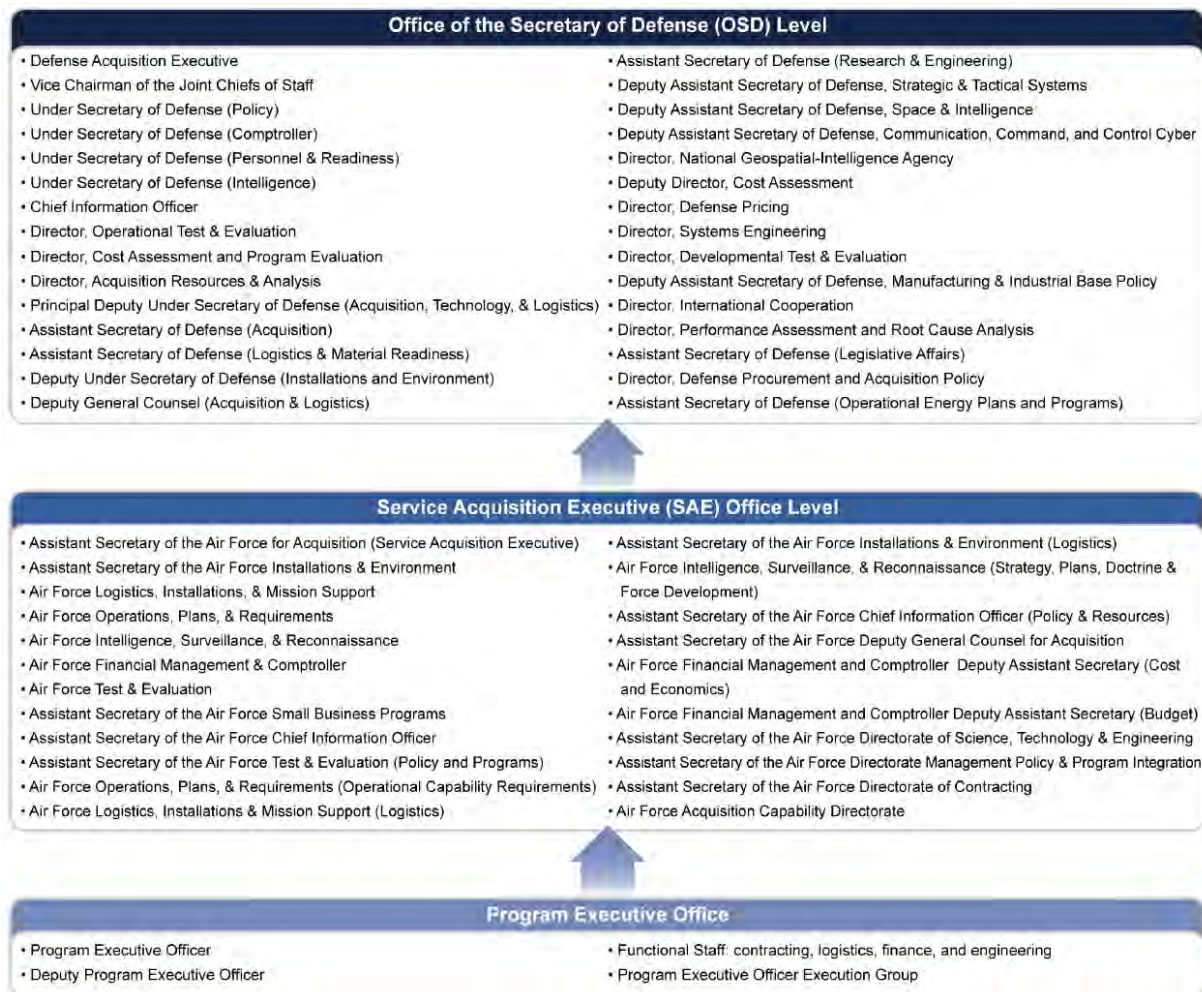 Office of the Secretary of Defense (OSD) Level
• Defense Acquisition Executive
• Vice Chairman of the Joint Chiefs of Staff
• Under Secretary of Defense (Policy)
• Under Secretary of Defense (Comptroller)
• Under Secretary of Defense (Personnel & Readiness)
• Under Secretary of Defense (Intelligence)
• Chief Information Officer
• Director, Operational Test & Evaluation
• Director, Cost Assessment and Program Evaluation
• Director, Acquisition Resources & Analysis
• Principal Deputy Under Secretary of Defense (Acquisition, Technology, & Logistics)
• Assistant Secretary of Defense (Acquisition)
• Assistant Secretary of Defense (Logistics & Material Readiness)
• Deputy Under Secretary of Defense (Installations and Environment)
• Deputy General Counsel (Acquisition & Logistics)
• Assistant Secretary of Defense (Research & Engineering)
• Deputy Assistant Secretary of Defense, Strategic & Tactical Systems
• Deputy Assistant Secretary of Defense, Space & Intelligence
• Deputy Assistant Secretary of Defense, Communication, Command, and Control Cyber
• Director, National Geospatial-Intelligence Agency
• Deputy Director, Cost Assessment
• Director, Defense Pricing
• Director, Systems Engineering
• Director, Developmental Test & Evaluation
• Deputy Assistant Secretary of Defense, Manufacturing & Industrial Base Policy
• Director, International Cooperation
• Director, Performance Assessment and Root Cause Analysis
• Assistant Secretary of Defense (Legislative Affairs)
• Director, Defense Procurement and Acquisition Policy
• Assistant Secretary of Defense (Operational Energy Plans and Programs)
Service Acquisition Executive (SAE) Office Level
• Assistant Secretary of the Air Force for Acquisition (Service Acquisition Executive)
• Assistant Secretary of the Air Force Installations & Environment
• Air Force Logistics, Installations, & Mission Support
• Air Force Operations, Plans, & Requirements
• Air Force Intelligence, Surveillance, & Reconnaissance
• Air Force Financial Management & Comptroller
• Air Force Test & Evaluation
• Assistant Secretary of the Air Force Small Business Programs
• Assistant Secretary of the Air Force Chief Information Officer
• Assistant Secretary of the Air Force Test & Evaluation (Policy and Programs)
• Air Force Operations, Plans, & Requirements (Operational Capability Requirements)
• Air Force Logistics, Installations & Mission Support (Logistics)
• Assistant Secretary of the Air Force Installations & Environment (Logistics)
• Air Force Intelligence, Surveillance, & Reconnaissance (Strategy, Plans, Doctrine &
Force Development)
• Assistant Secretary of the Air Force Chief Information Officer (Policy & Resources)
• Assistant Secretary of the Air Force Deputy General Counsel for Acquisition
• Air Force Financial Management and Comptroller Deputy Assistant Secretary (Cost
and Economics)
• Air Force Financial Management and Comptroller Deputy Assistant Secretary (Budget)
• Assistant Secretary of the Air Force Directorate of Science, Technology & Engineering
• Assistant Secretary of the Air Force Directorate Management Policy & Program Integration
• Assistant Secretary of the Air Force Directorate of Contracting
• Air Force Acquisition Capability Directorate
Program Executive Office
• Program Executive Officer
• Deputy Program Executive Officer
• Functional Staff: contracting, logistics, finance, and engineering
• Program Executive Officer Execution Group